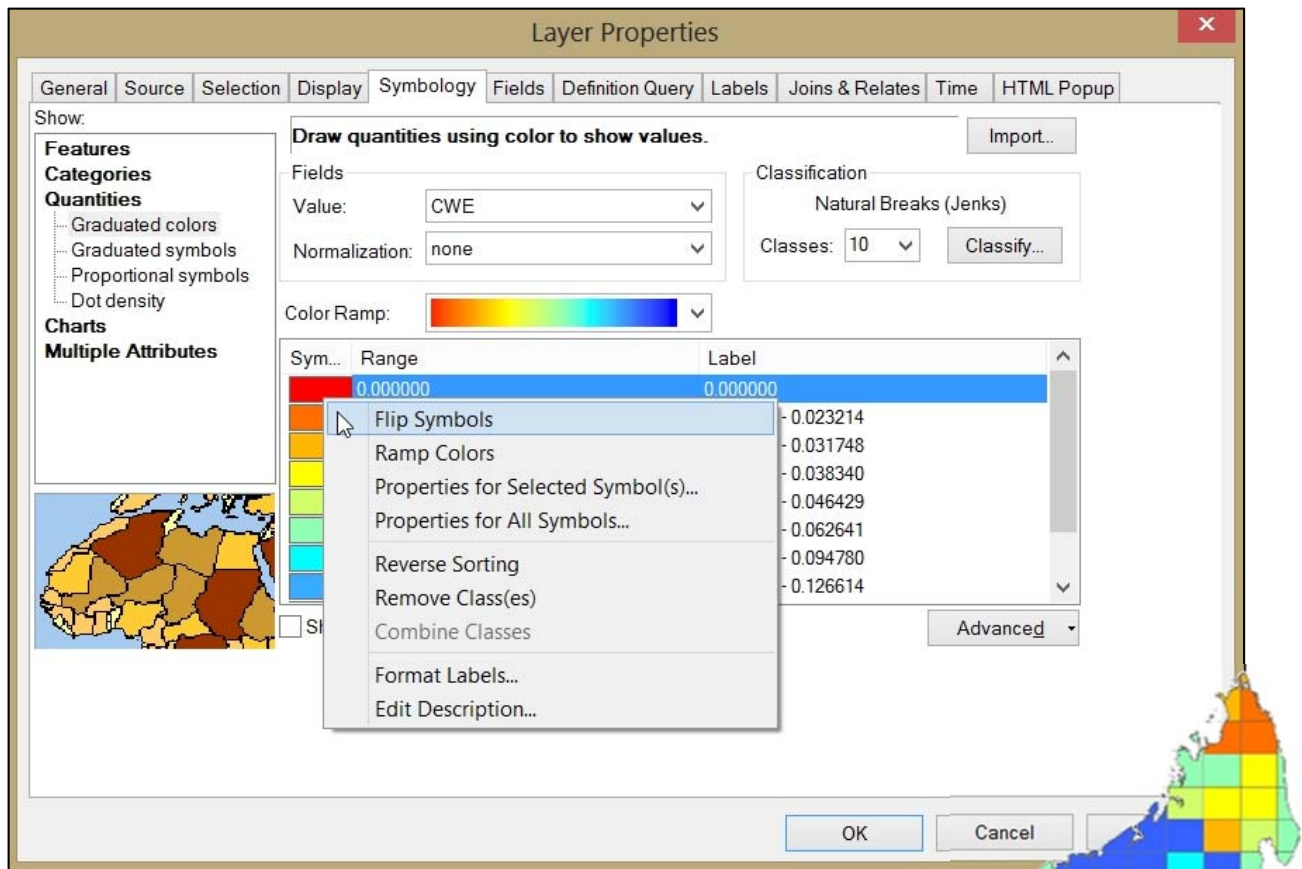 Layer Properties
General Source Selection Display Symbology Fields Definition Query Labels Joins & Relates Time HTML Popup
Show:
Features
Categories
Quantities
Graduated colors
Graduated symbols
Proportional symbols
Dot density
Charts
Multiple Attributes
Draw quantities using color to show values.
Import...
Fields
Value: CWE
Normalization: none
Classification
Natural Breaks (Jenks)
Classes: 10 Classify...
Color Ramp:
Sym... Range Label
0.000000 0.000000
- 0.023214
- 0.031748
- 0.038340
- 0.046429
- 0.062641
- 0.094780
- 0.126614
Flip Symbols
Ramp Colors
Properties for Selected Symbol(s)...
Properties for All Symbols...
Reverse Sorting
Remove Class(es)
Combine Classes
Format Labels...
Edit Description...
Advanced
OK Cancel